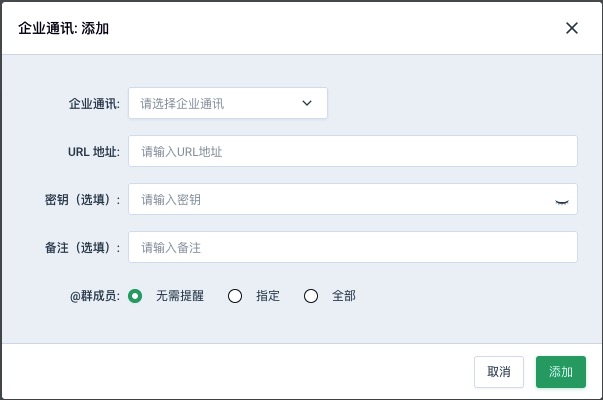 企业通讯: 添加
企业通讯: 请选择企业通讯
URL 地址: 请输入URL地址
密钥（选填）: 请输入密钥
备注（选填）: 请输入备注
@群成员: 无需提醒 指定 全部
取消 添加